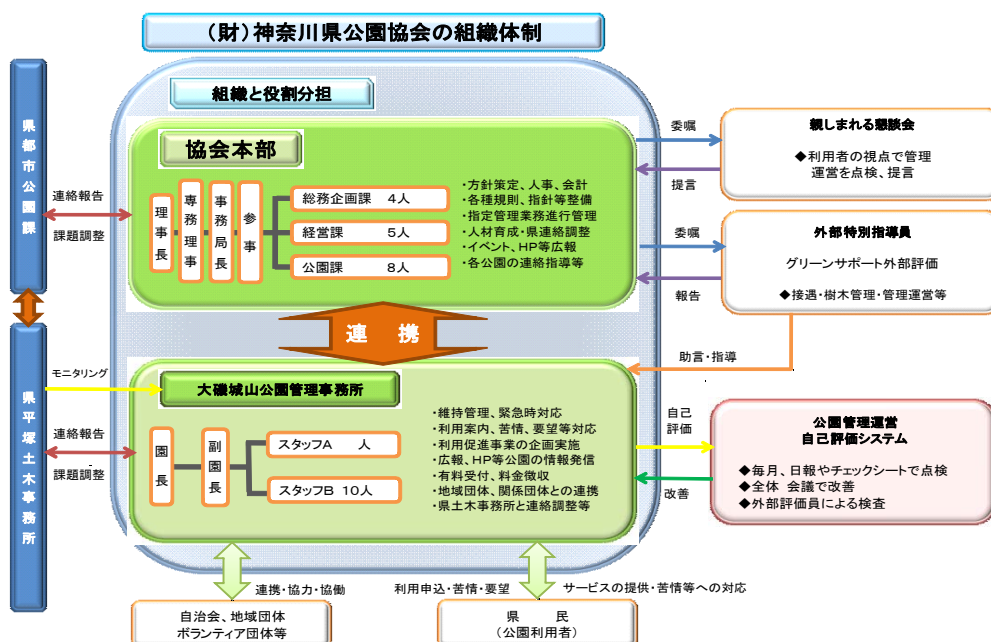 （財）神奈川県公園協会の組織体制
組織と役割分担
県都市公園課
県平塚土木事務所
連絡報告
課題調整
協会本部
理事長
専務理事
事務局長
参事
総務企画課　4人
経営課　5人
公園課　8人
・方針策定、人事、会計
・各種規則、指針等整備
・指定管理業務進行管理
・人材育成・県連絡調整
・イベント、HP等広報
・各公園の連絡指導等
委嘱
提言
親しまれる懇談会
◆利用者の視点で管理
運営を点検、提言
委嘱
報告
外部特別指導員
グリーンサポート外部評価
◆接遇・樹木管理・管理運営等
助言・指導
連　携
モニタリング
連絡報告
課題調整
大磯城山公園管理事務所
園長
副園長
スタッフA　人
スタッフB 10人
・維持管理、緊急時対応
・利用案内、苦情、要望等対応
・利用促進事業の企画実施
・広報、HP等公園の情報発信
・有料受付、料金徴収
・地域団体、関係団体との連携
・県土木事務所と連絡調整等
自己
評価
改善
公園管理運営
自己評価システム
◆毎月、日報やチェックシートで点検
◆全体 会議で改善
◆外部評価員による検査
連携・協力・協働
利用申込・苦情・要望
サービスの提供・苦情等への対応
自治会、地域団体
ボランティア団体等
県　民
（公園利用者）